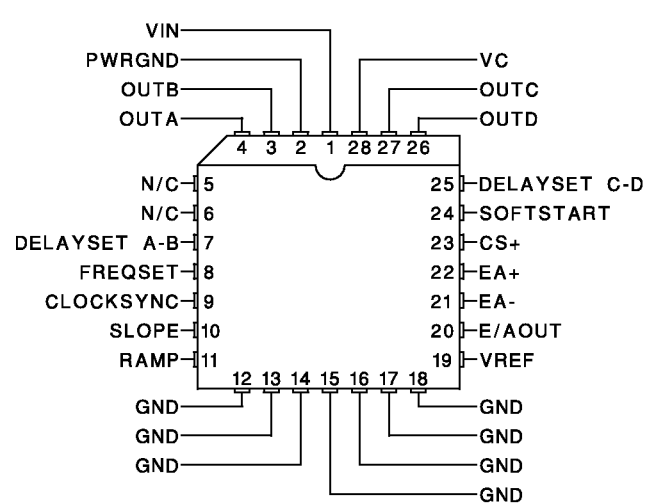 VIN
PWRGND
VC
OUTB
OUTC
OUTA
OUTD
4 3 2 1 28 27 26
N/C 5
25 DELAYSET C-D
N/C 6
24 SOFTSTART
DELAYSET A-B 7
23 CS+
FREQSET 8
22 EA+
CLOCKSYNC 9
21 EA-
SLOPE 10
20 E/AOUT
RAMP 11
19 VREF
12 13 14 15 16 17 18
GND
GND
GND
GND
GND
GND
GND